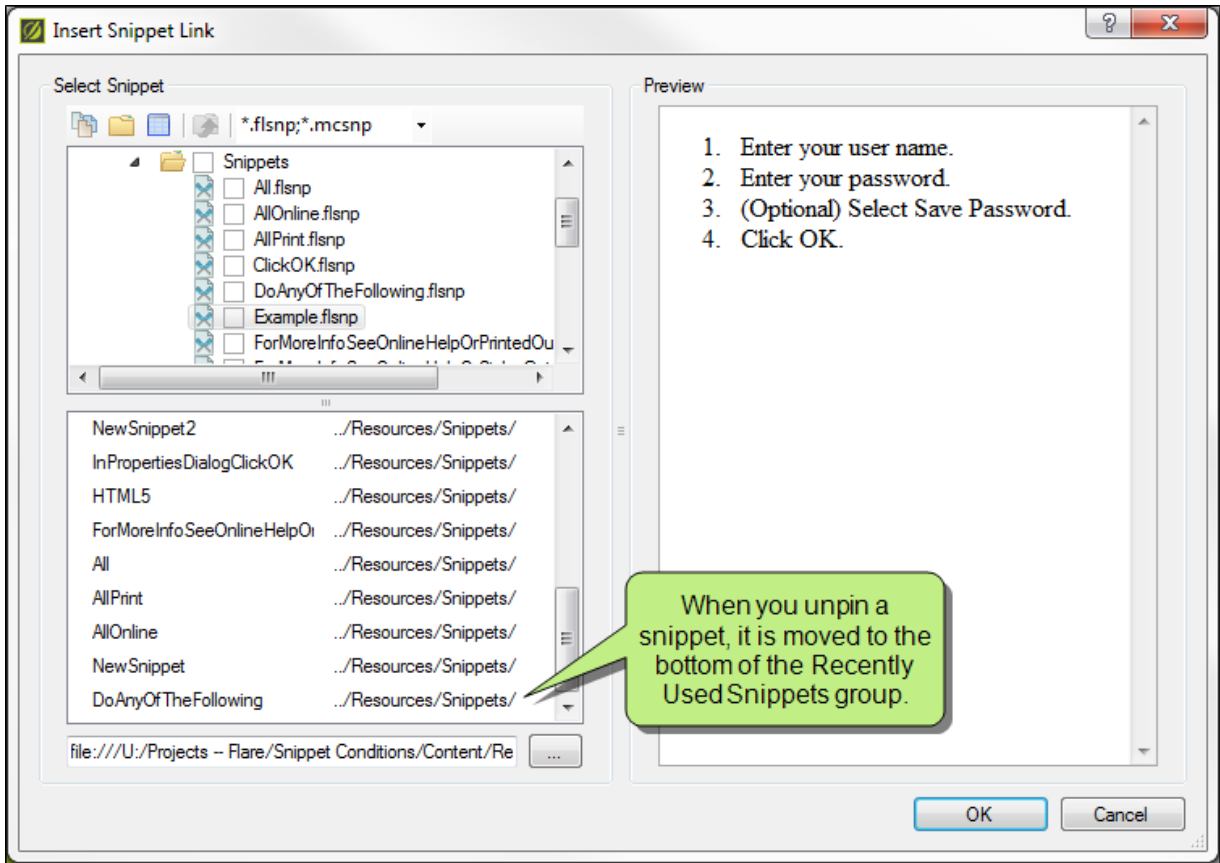 Insert Snippet Link
?
Select Snippet
*.flsnp;*.mcsnp
Snippets
All.flsnp
AllOnline.flsnp
AllPrint.flsnp
ClickOK.flsnp
DoAnyOfTheFollowing.flsnp
Example.flsnp
ForMoreInfoSeeOnlineHelpOrPrintedOu
NewSnippet2 ../Resources/Snippets/
InPropertiesDialogClickOK ../Resources/Snippets/
HTML5 ../Resources/Snippets/
ForMoreInfoSeeOnlineHelpOr ../Resources/Snippets/
All ../Resources/Snippets/
AllPrint ../Resources/Snippets/
AllOnline ../Resources/Snippets/
NewSnippet ../Resources/Snippets/
DoAnyOfTheFollowing ../Resources/Snippets/
file:///U:/Projects -- Flare/Snippet Conditions/Content/Re
...
Preview
1. Enter your user name.
2. Enter your password.
3. (Optional) Select Save Password.
4. Click OK.
When you unpin a
snippet, it is moved to the
bottom of the Recently
Used Snippets group.
OK
Cancel